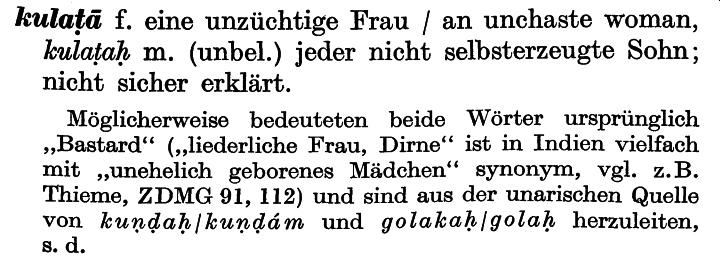 kulaṭā f. eine unzüchtige Frau / an unchaste woman,
kulaṭaḥ m. (unbel.) jeder nicht selbsterzeugte Sohn;
nicht sicher erklärt.
Möglicherweise bedeuteten beide Wörter ursprünglich
„Bastard“ („liederliche Frau, Dirne“ ist in Indien vielfach
mit „unehelich geborenes Mädchen“ synonym, vgl. z.B.
Thieme, ZDMG 91, 112) und sind aus der unarischen Quelle
von kuṇḍaḥ/kuṇḍám und golakaḥ/golaḥ herzuleiten,
s. d.